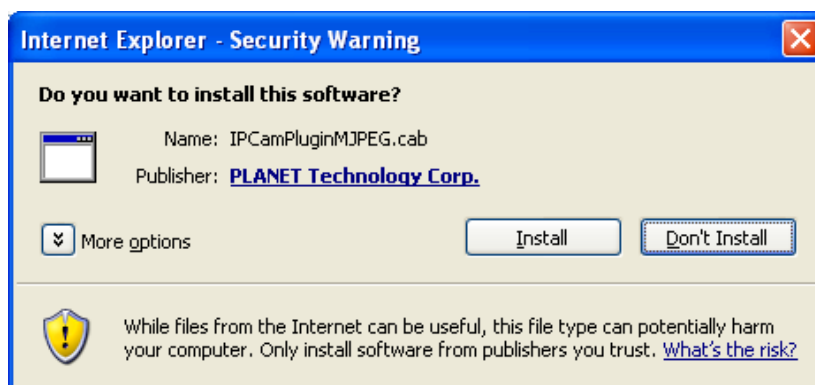 Internet Explorer - Security Warning
Do you want to install this software?
Name: IPCamPluginMJPEG.cab
Publisher: PLANET Technology Corp.
More options
Install
Don't Install
While files from the Internet can be useful, this file type can potentially harm
your computer. Only install software from publishers you trust. What's the risk?